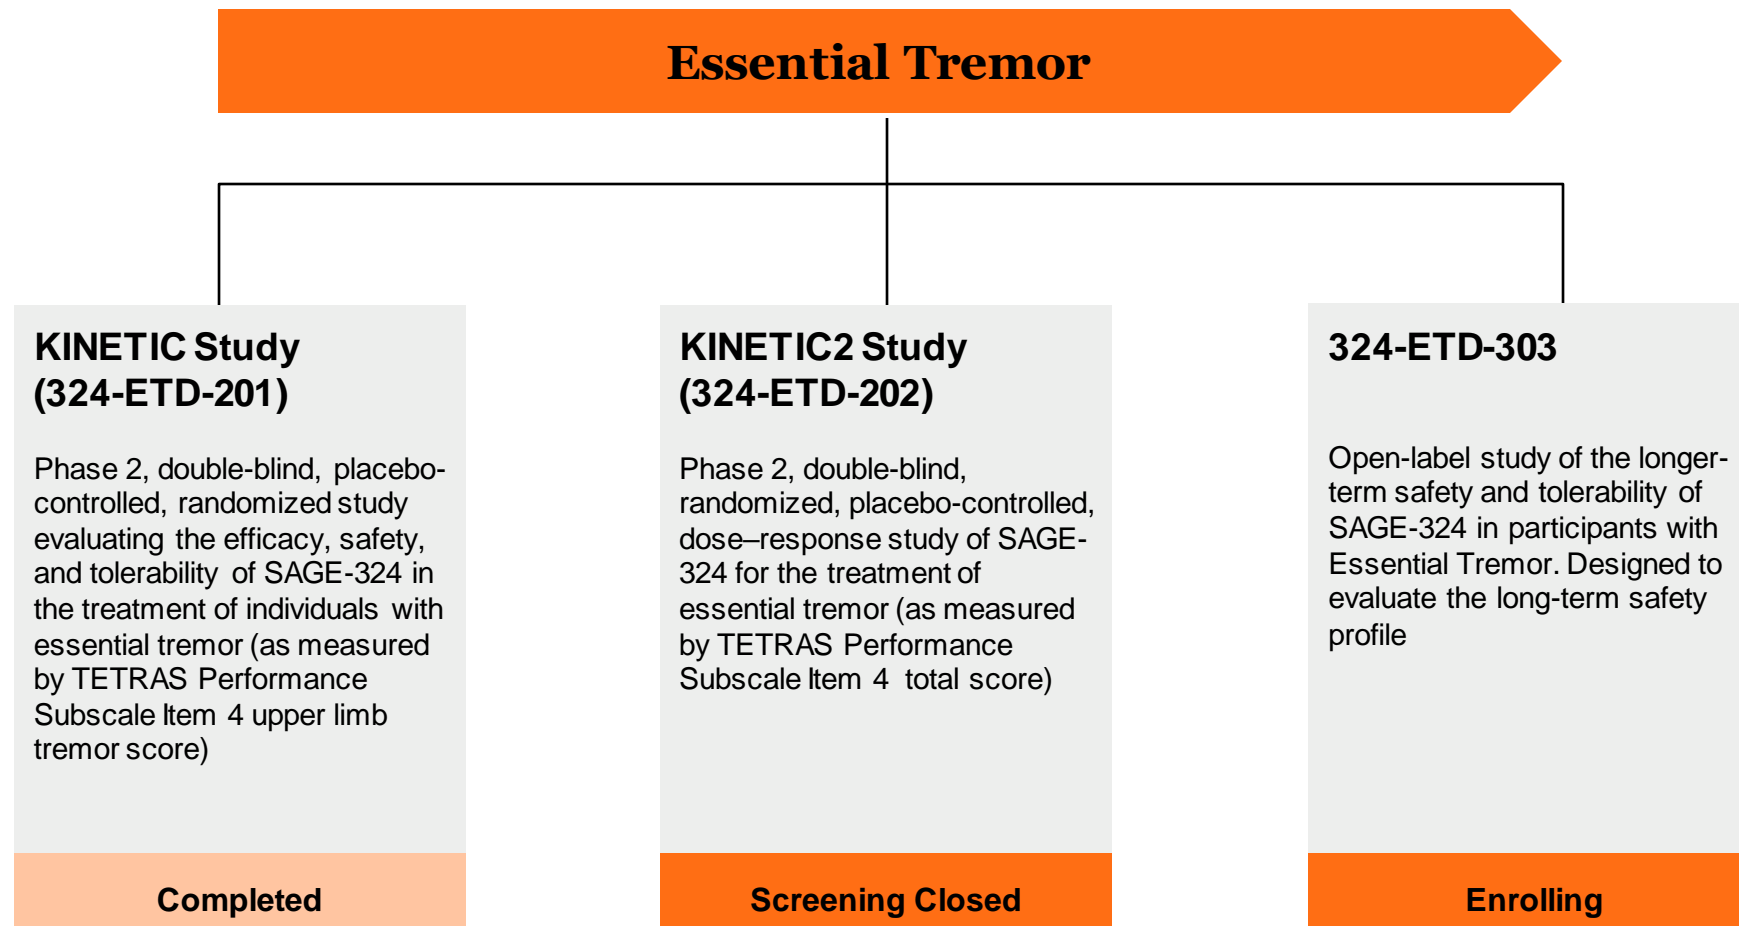 Essential Tremor
KINETIC Study
(324-ETD-201)
Phase 2, double-blind, placebo-
controlled, randomized study
evaluating the efficacy, safety,
and tolerability of SAGE-324 in
the treatment of individuals with
essential tremor (as measured
by TETRAS Performance
Subscale Item 4 upper limb
tremor score)
Completed
KINETIC2 Study
(324-ETD-202)
Phase 2, double-blind,
randomized, placebo-controlled,
dose–response study of SAGE-
324 for the treatment of
essential tremor (as measured
by TETRAS Performance
Subscale Item 4 total score)
Screening Closed
324-ETD-303
Open-label study of the longer-
term safety and tolerability of
SAGE-324 in participants with
Essential Tremor. Designed to
evaluate the long-term safety
profile
Enrolling